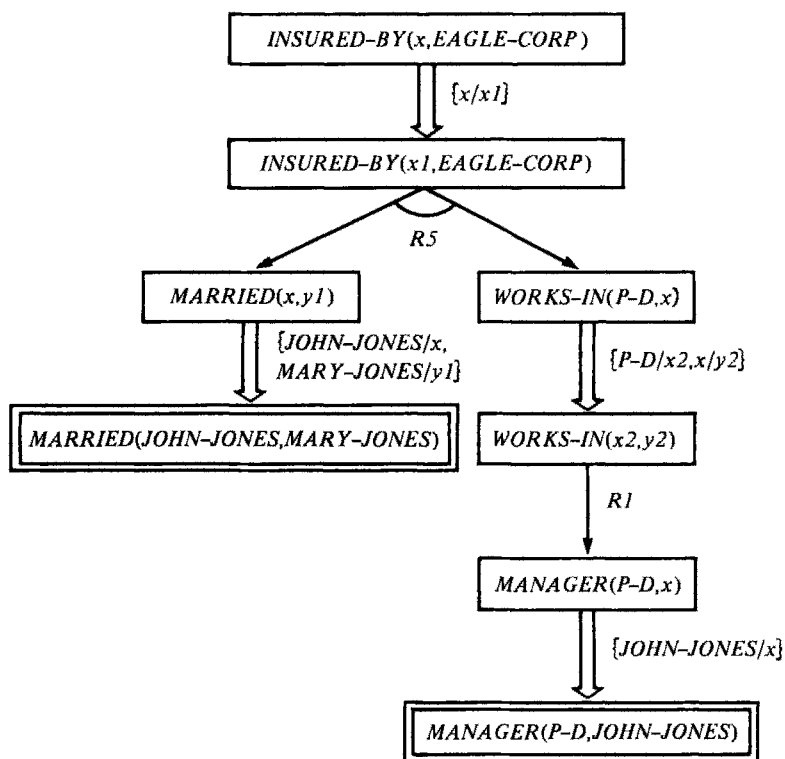 INSURED–BY(x,EAGLE–CORP)
{x/x1}
INSURED–BY(x1,EAGLE–CORP)
R5
MARRIED(x,y1)
WORKS–IN(P–D,x)
{JOHN–JONES/x,
MARY–JONES/y1}
{P–D/x2,x/y2}
MARRIED(JOHN–JONES,MARY–JONES)
WORKS–IN(x2,y2)
R1
MANAGER(P–D,x)
{JOHN–JONES/x}
MANAGER(P–D,JOHN–JONES)